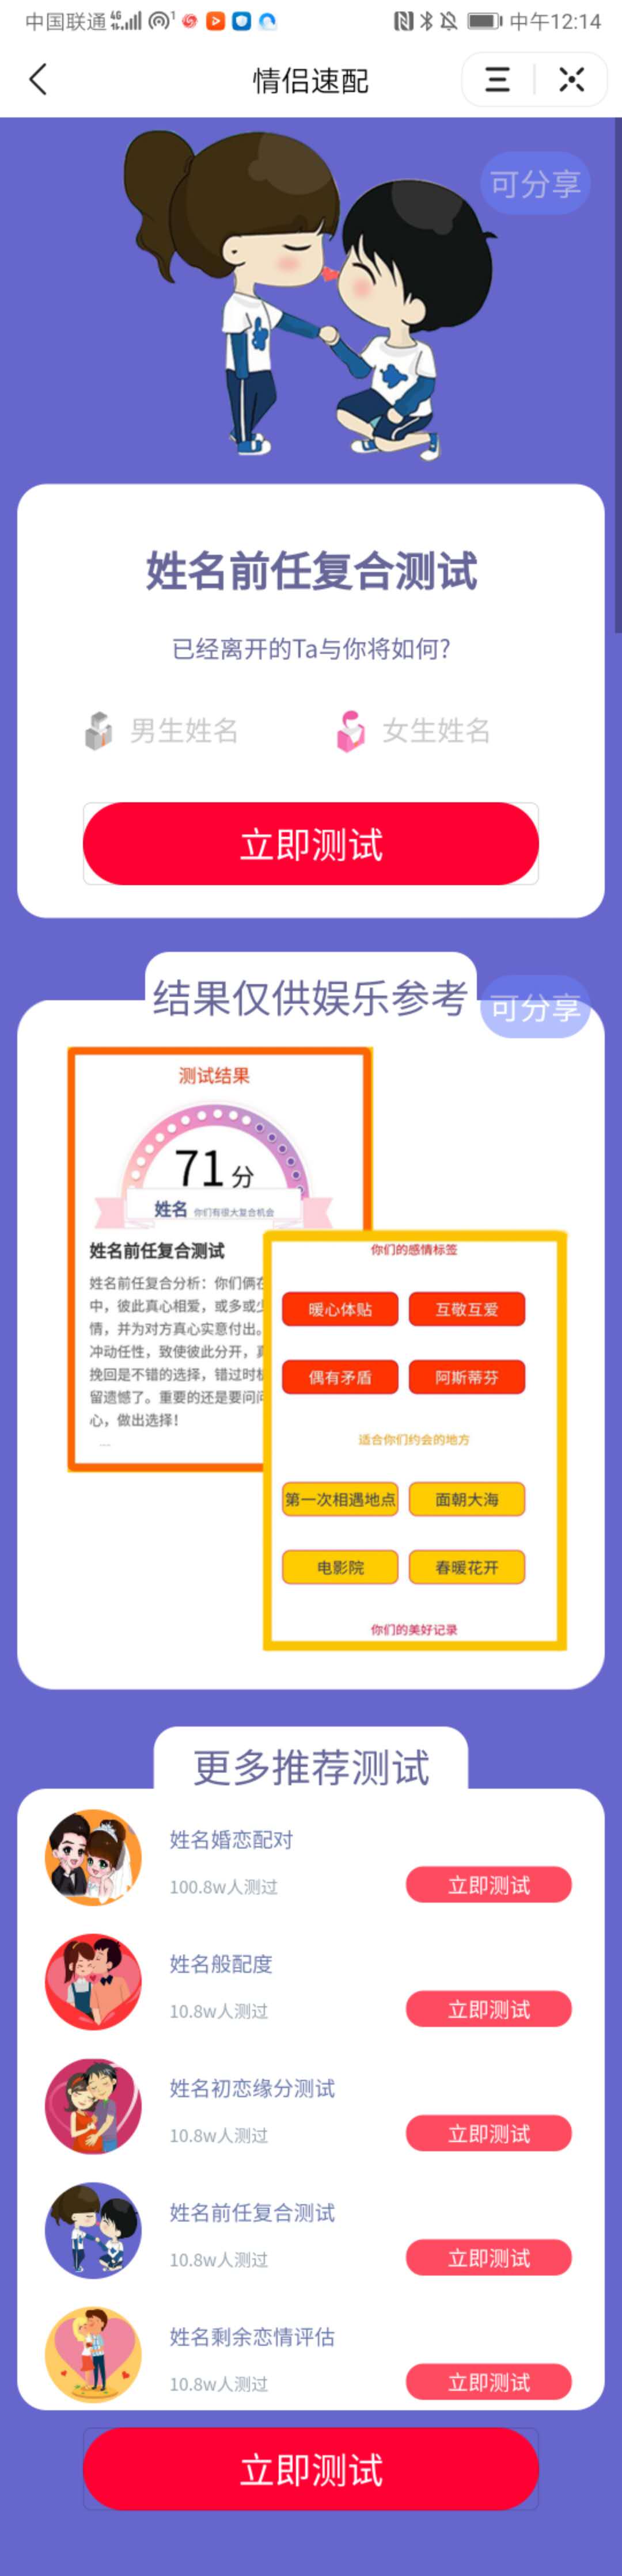 中国联通 4G 1 中午12:14
情侣速配
可分享
姓名前任复合测试
已经离开的Ta与你将如何?
男生姓名 女生姓名
立即测试
结果仅供娱乐参考
可分享
测试结果
71分
姓名 你们有很大复合机会
姓名前任复合测试
姓名前任复合分析：你们俩在
中，彼此真心相爱，或多或少
情，并为对方真心实意付出。
冲动任性，致使彼此分开，真
挽回是不错的选择，错过时机
留遗憾了。重要的还是要问问
心，做出选择！
你们的感情标签
暖心体贴 互敬互爱
偶有矛盾 阿斯蒂芬
适合你们约会的地方
第一次相遇地点 面朝大海
电影院 春暖花开
你们的美好记录
更多推荐测试
姓名婚恋配对
100.8w人测过 立即测试
姓名般配度
10.8w人测过 立即测试
姓名初恋缘分测试
10.8w人测过 立即测试
姓名前任复合测试
10.8w人测过 立即测试
姓名剩余恋情评估
10.8w人测过 立即测试
立即测试